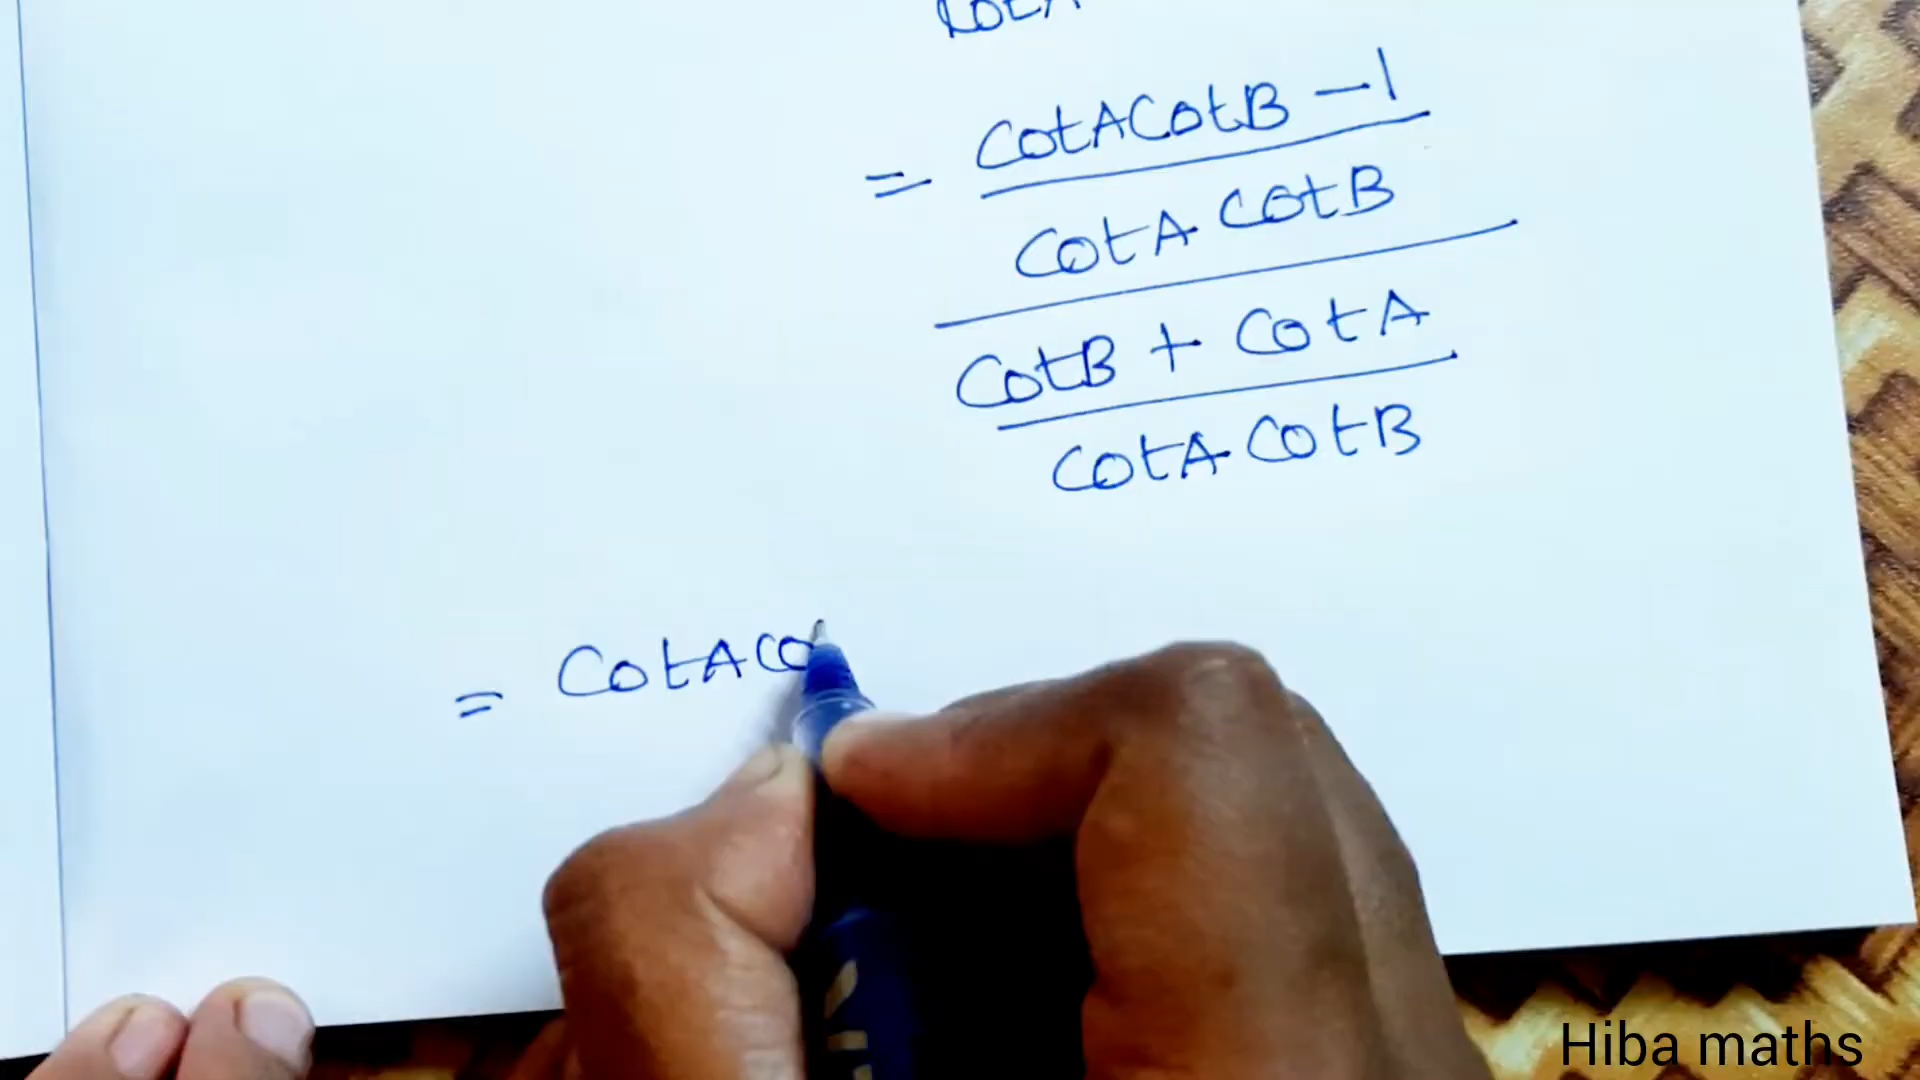 = CotACotB - 1
CotA CotB
CotB + CotA
CotA CotB
= CotACo
Hiba maths